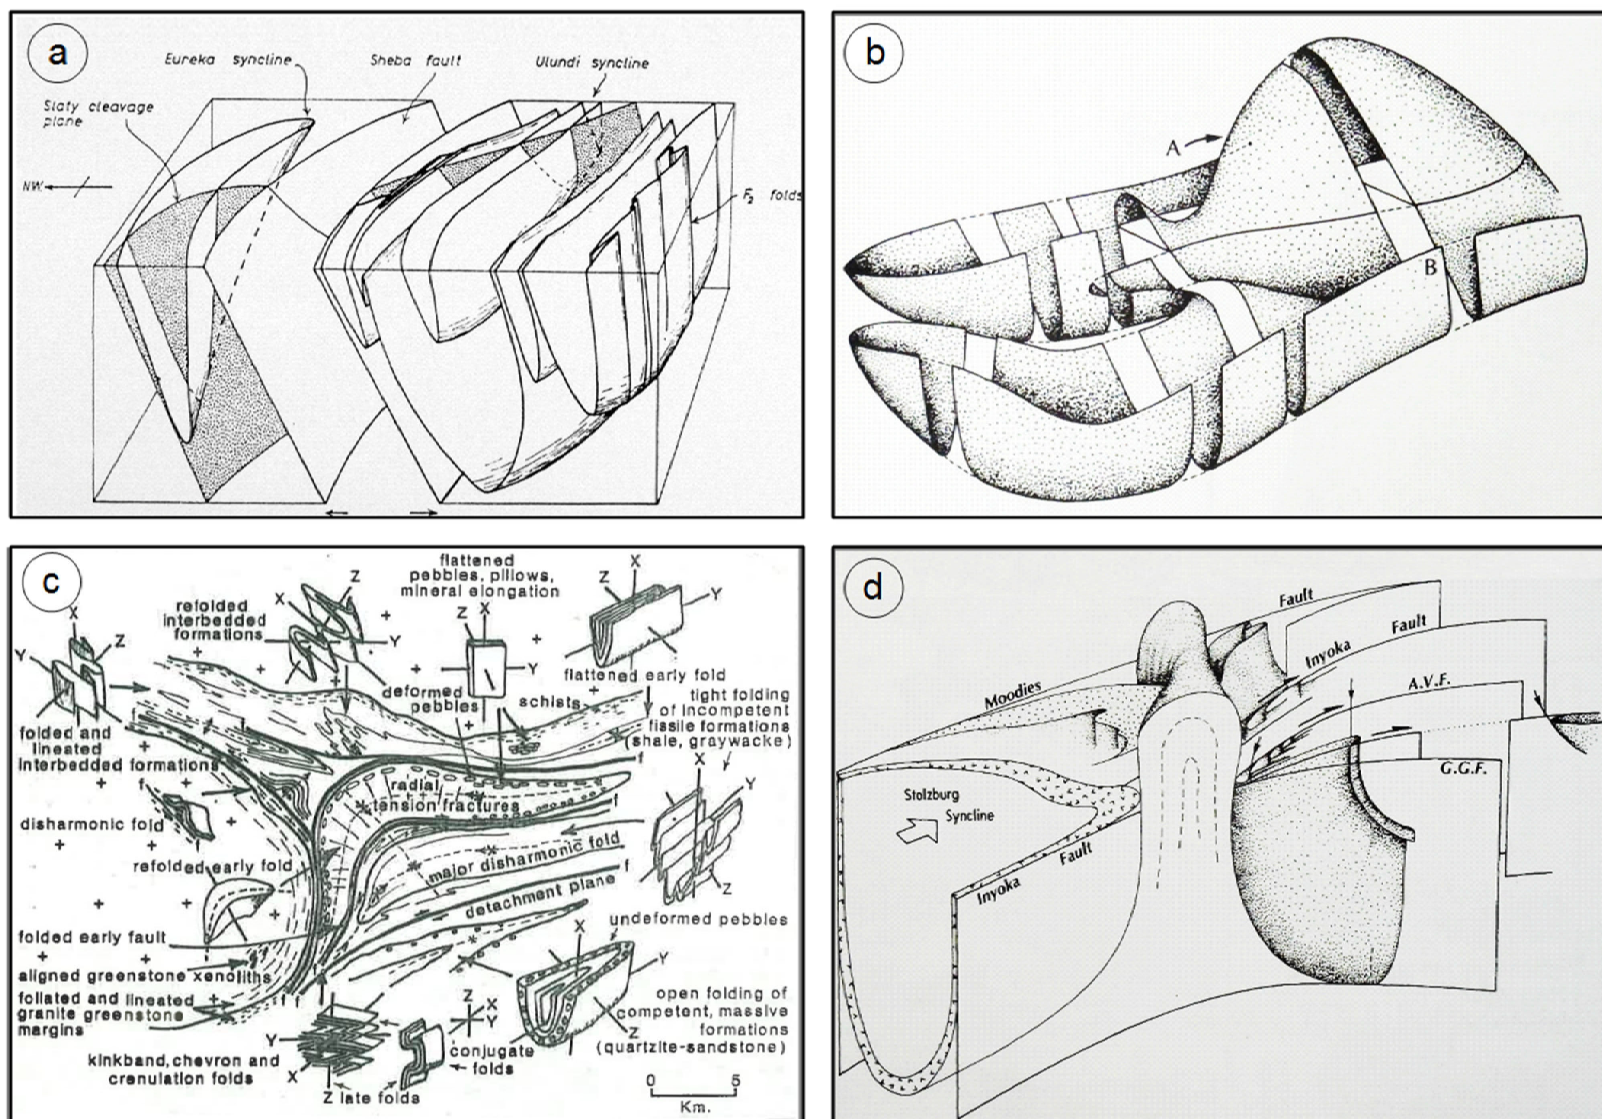 a
Eureka syncline
Sheba fault
Ulundi syncline
Slaty cleavage
plane
NW.
F2 folds
b
A
B
c
flattened
pebbles, pillows,
mineral elongation
refolded
interbedded
formations
X
Y
Z
X
Y
Z
X
Y
Z
X
Y
Z
flattened early fold
deformed
pebbles
schists
tight folding
of incompetent
fissile formations
(shale, graywacke)
folded and
lineated
interbedded formations
f
f
f
f
f
f
f
radial
tension fractures
disharmonic fold
major disharmonic fold
refolded early fold
detachment plane
X
Y
Z
undeformed pebbles
folded early fault
aligned greenstone xenoliths
foliated and lineated
granite greenstone
margins
X
Y
Z
open folding of
competent, massive
formations
(quartzite-sandstone)
Y
X
Z
Z
X
Y
conjugate
folds
kinkband, chevron and
crenulation folds
late folds
0
5
Km.
d
Fault
Moodies
Inyoka
Fault
A.V.F.
G.G.F.
Stolzburg
Syncline
Inyoka
Fault